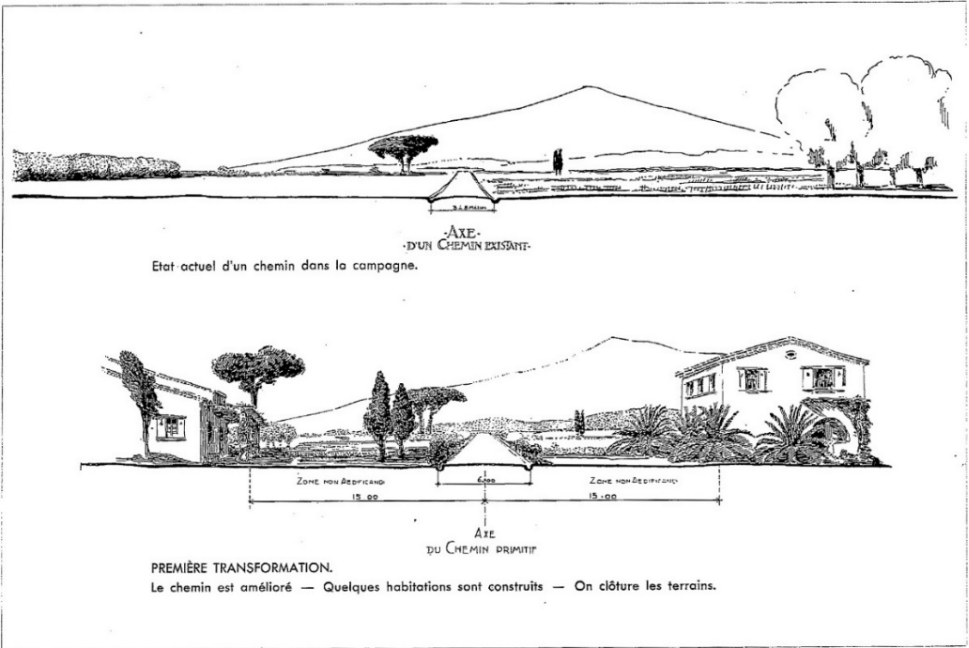 ·AXE·
·D'UN CHEMIN EXISTANT·
Etat actuel d'un chemin dans la campagne.
ZONE NON AEDIFICANDI
6.00
ZONE NON AEDIFICANDI
15.00
15.00
AXE
DU CHEMIN PRIMITIF
PREMIÈRE TRANSFORMATION.
Le chemin est amélioré — Quelques habitations sont construits — On clôture les terrains.